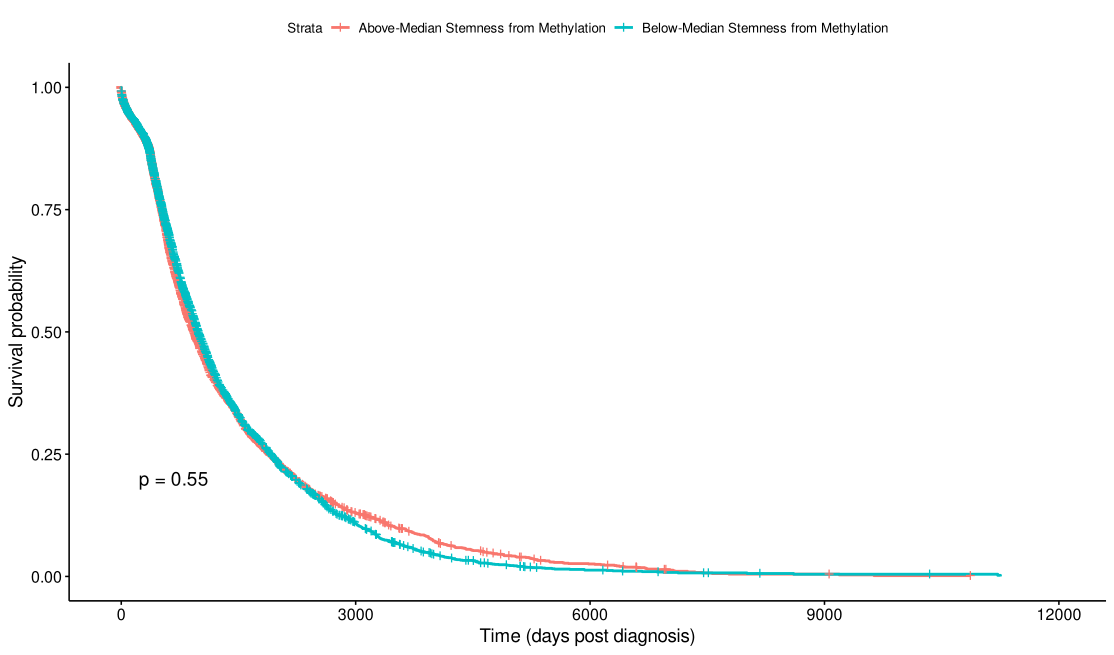 Strata Above-Median Stemness from Methylation Below-Median Stemness from Methylation
1.00
0.75
0.50
0.25
0.00
Survival probability
p = 0.55
0 3000 6000 9000 12000
Time (days post diagnosis)